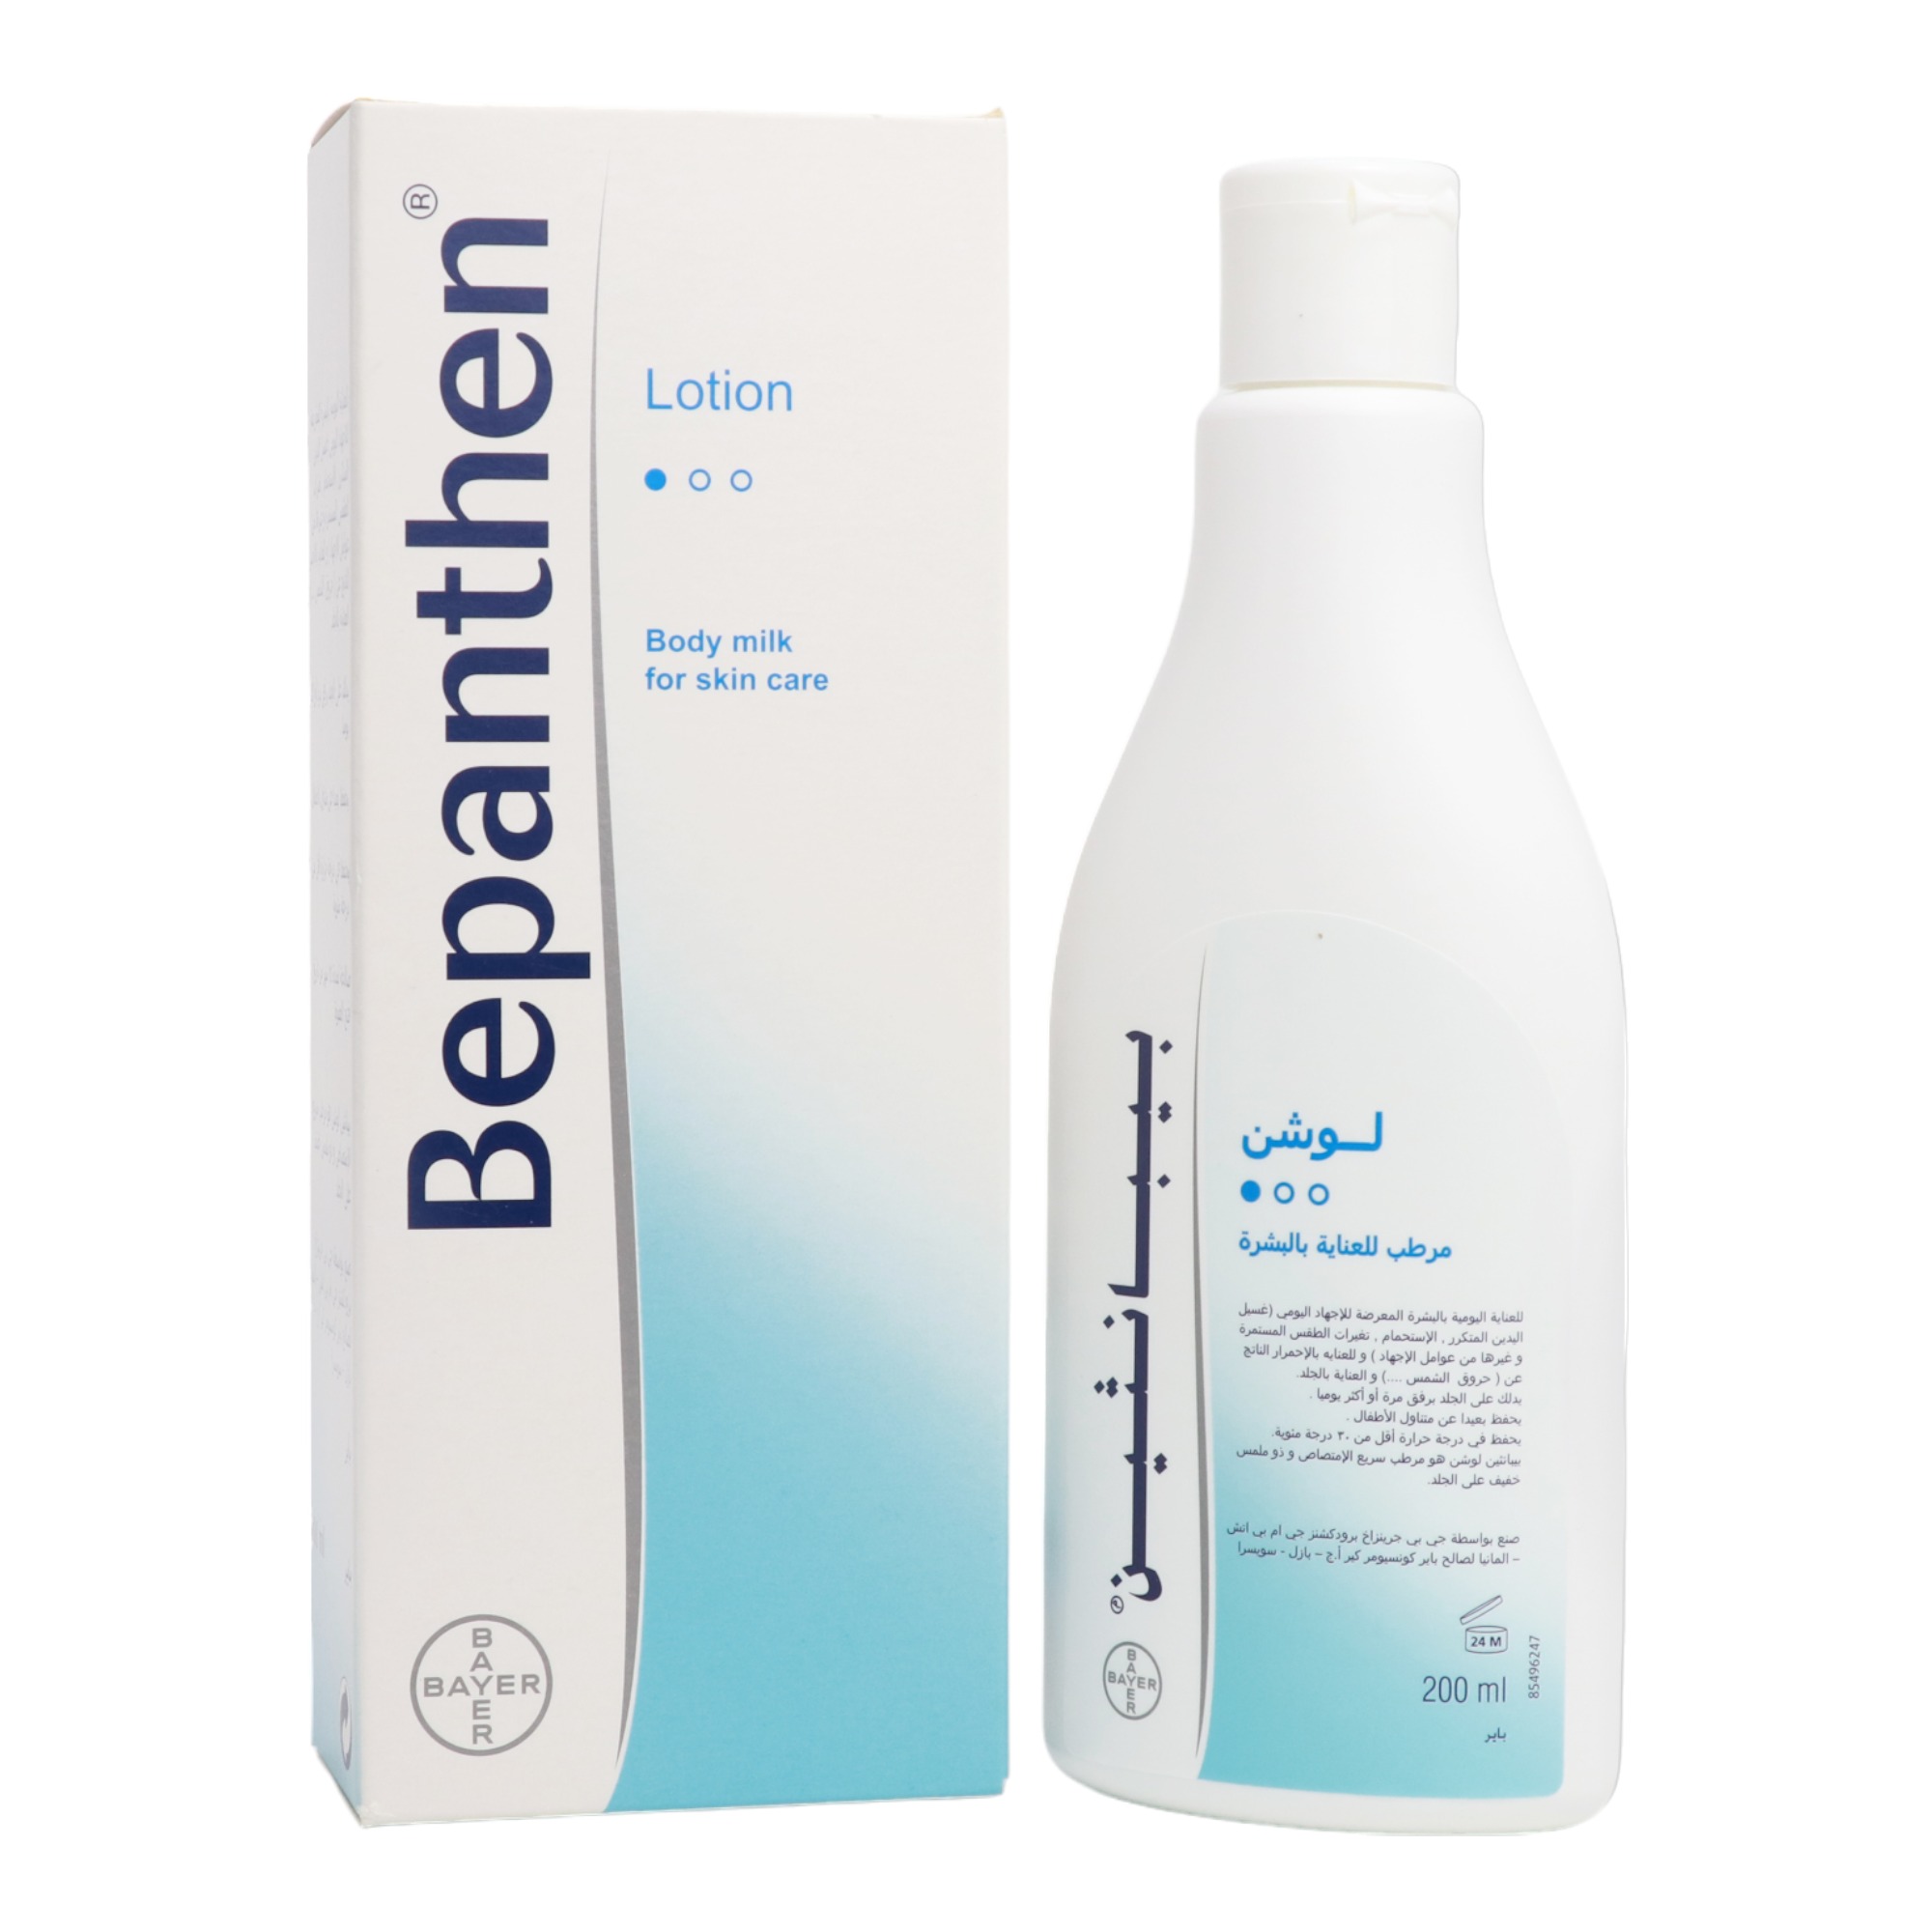 Bepanthen®
Lotion
Body milk
for skin care
BAYER
BAYER
بيبانثين®
لـوشن
مرطب للعناية بالبشرة
للعناية اليومية بالبشرة المعرضة للإجهاد اليومي (غسيل
اليدين المتكرر , الإستحمام , تغيرات الطقس المستمرة
و غيرها من عوامل الإجهاد ) و للعنايه بالإحمرار الناتج
عن ( حروق الشمس ....) و العناية بالجلد.
يدلك على الجلد برفق مرة أو أكثر يوميا .
يحفظ بعيدا عن متناول الأطفال .
يحفظ في درجة حرارة أقل من ٣٠ درجة مئوية.
بيبانثين لوشن هو مرطب سريع الإمتصاص و ذو ملمس
خفيف على الجلد.
صنع بواسطة جي بي جرينزاخ برودكشنز جي ام بي اتش
– المانيا لصالح باير كونسيومر كير أ.ج – بازل - سويسرا
24 M
85496247
200 ml
باير
BAYER
BAYER